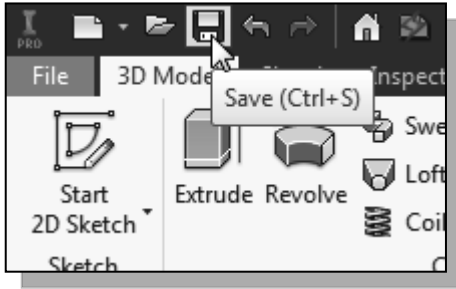 I
PRO
File 3D Mode Inspect
Save (Ctrl+S)
Start
2D Sketch
Extrude Revolve
Swe
Loft
Coil
Sketch